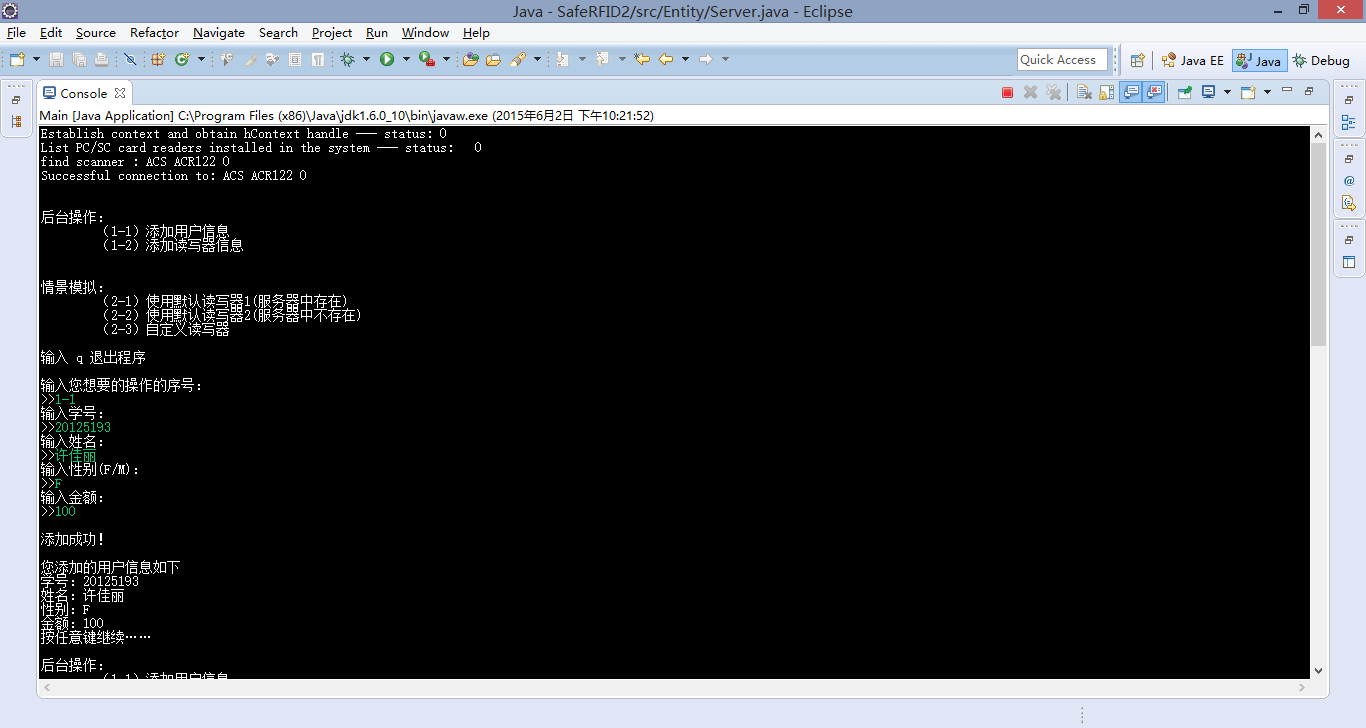 Java - SafeRFID2/src/Entity/Server.java - Eclipse
File Edit Source Refactor Navigate Search Project Run Window Help
Quick Access
Java EE
Java
Debug
Console
Main [Java Application] C:\Program Files (x86)\Java\jdk1.6.0_10\bin\javaw.exe (2015年6月2日 下午10:21:52)
Establish context and obtain hContext handle --- status: 0
List PC/SC card readers installed in the system --- status:   0
find scanner : ACS ACR122 0
Successful connection to: ACS ACR122 0
后台操作:
(1-1) 添加用户信息
(1-2) 添加读写器信息
情景模拟:
(2-1) 使用默认读写器1(服务器中存在)
(2-2) 使用默认读写器2(服务器中不存在)
(2-3) 自定义读写器
输入 q 退出程序
输入您想要的操作的序号:
>>1-1
输入学号:
>>20125193
输入姓名:
>>许佳丽
输入性别(F/M):
>>F
输入金额:
>>100
添加成功!
您添加的用户信息如下
学号: 20125193
姓名: 许佳丽
性别: F
金额: 100
按任意键继续……
后台操作:
(1-1) 添加用户信息